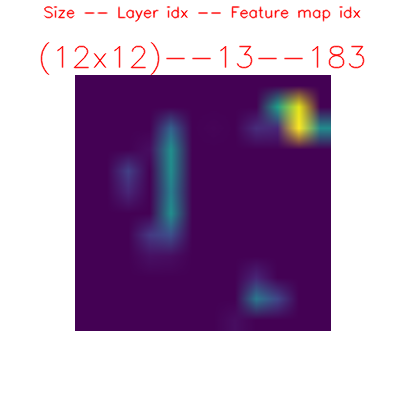 Size -- Layer idx -- Feature map idx
(12x12)--13--183